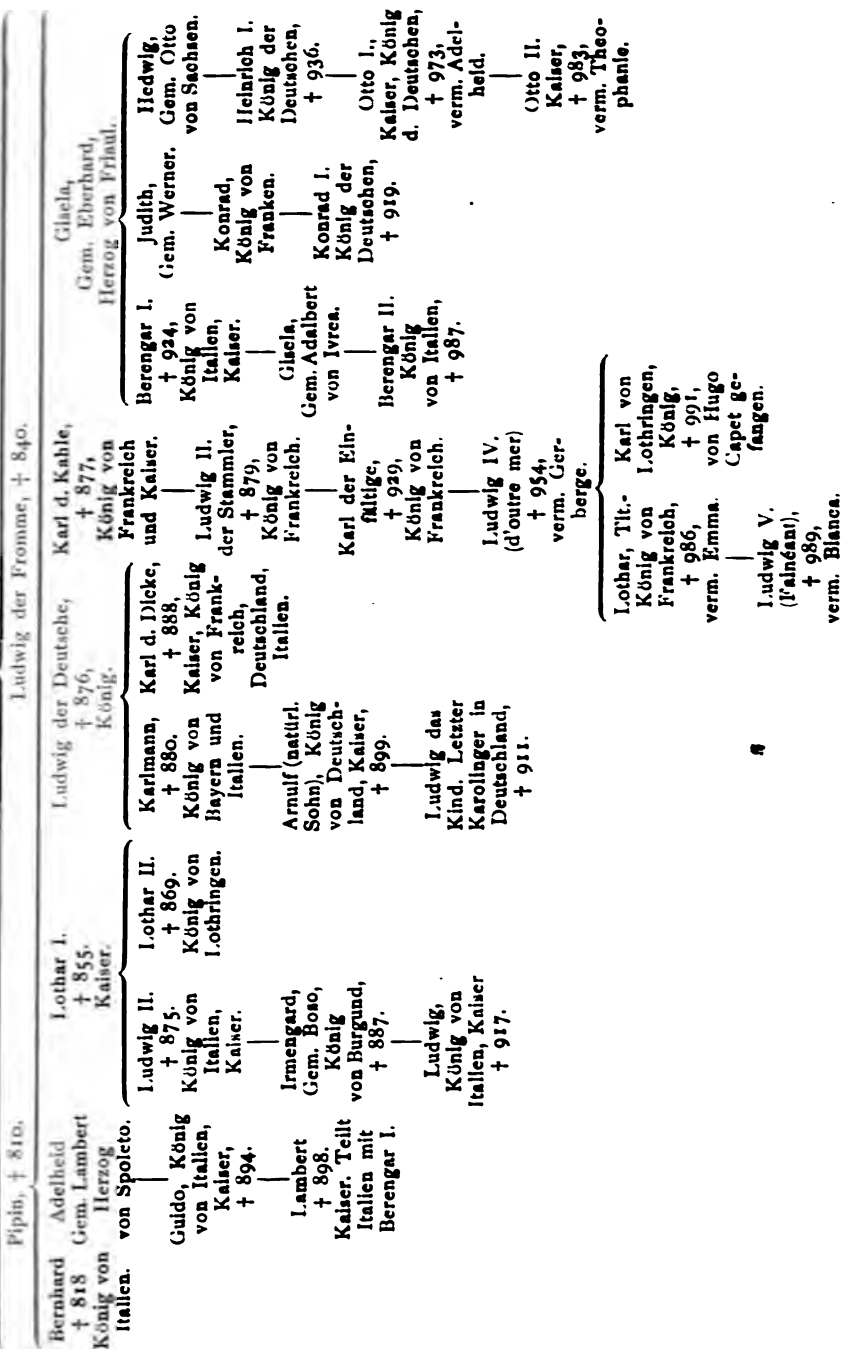 Pipin, † 810.
Ludwig der Fromme, † 840.
Bernhard
† 818
König von
Italien.
Adelheid
Gem. Lambert
Herzog
von Spoleto.
Guido, König
von Italien,
Kaiser,
† 894.
Lambert
† 898.
Kaiser. Teilt
Italien mit
Berengar I.
Lothar I.
† 855.
Kaiser.
Ludwig II.
† 875.
König von
Italien,
Kaiser.
Irmengard,
Gem. Boso,
König
von Burgund,
† 887.
Ludwig,
König von
Italien, Kaiser
† 917.
Lothar II.
† 869.
König von
Lothringen.
Ludwig der Deutsche,
† 876,
König.
Karlmann,
† 880.
König von
Bayern und
Italien.
Arnulf (natürl.
Sohn), König
von Deutsch-
land, Kaiser,
† 899.
Ludwig das
Kind. Letzter
Karolinger in
Deutschland,
† 911.
Karl d. Dicke,
† 888,
Kaiser, König
von Frank-
reich,
Deutschland,
Italien.
Karl d. Kahle,
† 877,
König von
Frankreich
und Kaiser.
Ludwig II.
der Stammler,
† 879,
König von
Frankreich.
Karl der Ein-
fältige,
† 929,
König von
Frankreich.
Ludwig IV.
(d'outre mer)
† 954,
verm. Ger-
berge.
Lothar, Tit.-
König von
Frankreich,
† 986,
verm. Emma.
Ludwig V.
(Fainéant),
† 989,
verm. Bianca.
Karl von
Lothringen,
König,
† 991,
von Hugo
Capet ge-
fangen.
Gisela,
Gem. Eberhard,
Herzog von Friaul.
Berengar I.
† 924,
König von
Italien,
Kaiser.
Gisela,
Gem. Adalbert
von Ivrea.
Berengar II.
König
von Italien,
† 987.
Judith,
Gem. Werner.
Konrad,
König von
Franken.
Konrad I.
König der
Deutschen,
† 919.
Hedwig,
Gem. Otto
von Sachsen.
Heinrich I.
König der
Deutschen,
† 936.
Otto I.,
Kaiser, König
d. Deutschen,
† 973,
verm. Adel-
heid.
Otto II.
Kaiser,
† 983,
verm. Theo-
phanie.